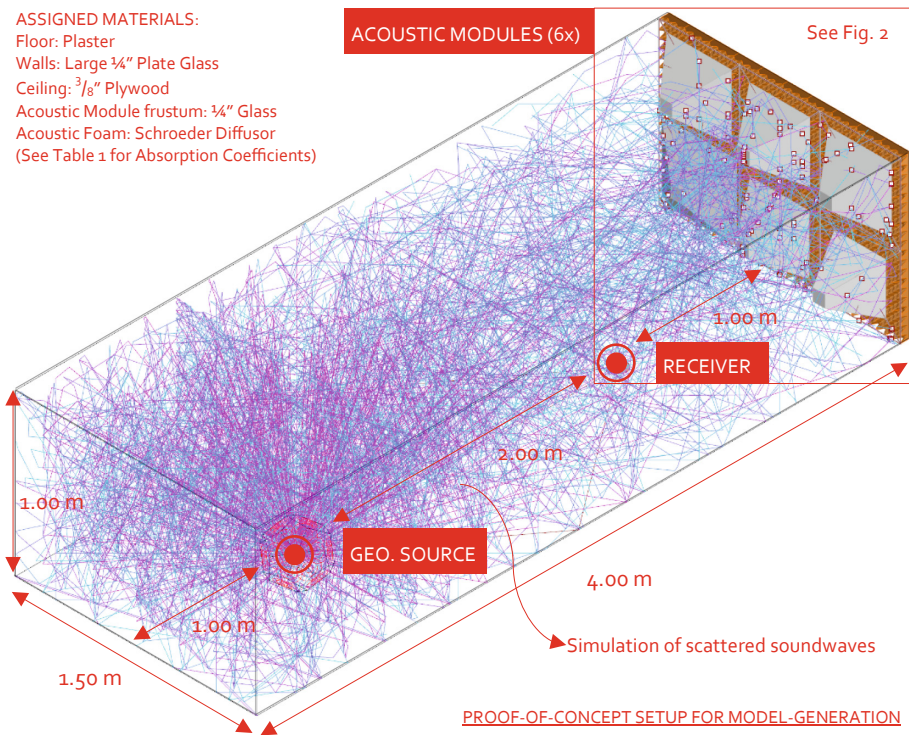 ASSIGNED MATERIALS:
Floor: Plaster
Walls: Large ¼” Plate Glass
Ceiling: ³/₈” Plywood
Acoustic Module frustum: ¼” Glass
Acoustic Foam: Schroeder Diffusor
(See Table 1 for Absorption Coefficients)
ACOUSTIC MODULES (6x)
See Fig. 2
1.00 m
RECEIVER
2.00 m
1.00 m
GEO. SOURCE
4.00 m
1.00 m
Simulation of scattered soundwaves
1.50 m
PROOF-OF-CONCEPT SETUP FOR MODEL-GENERATION